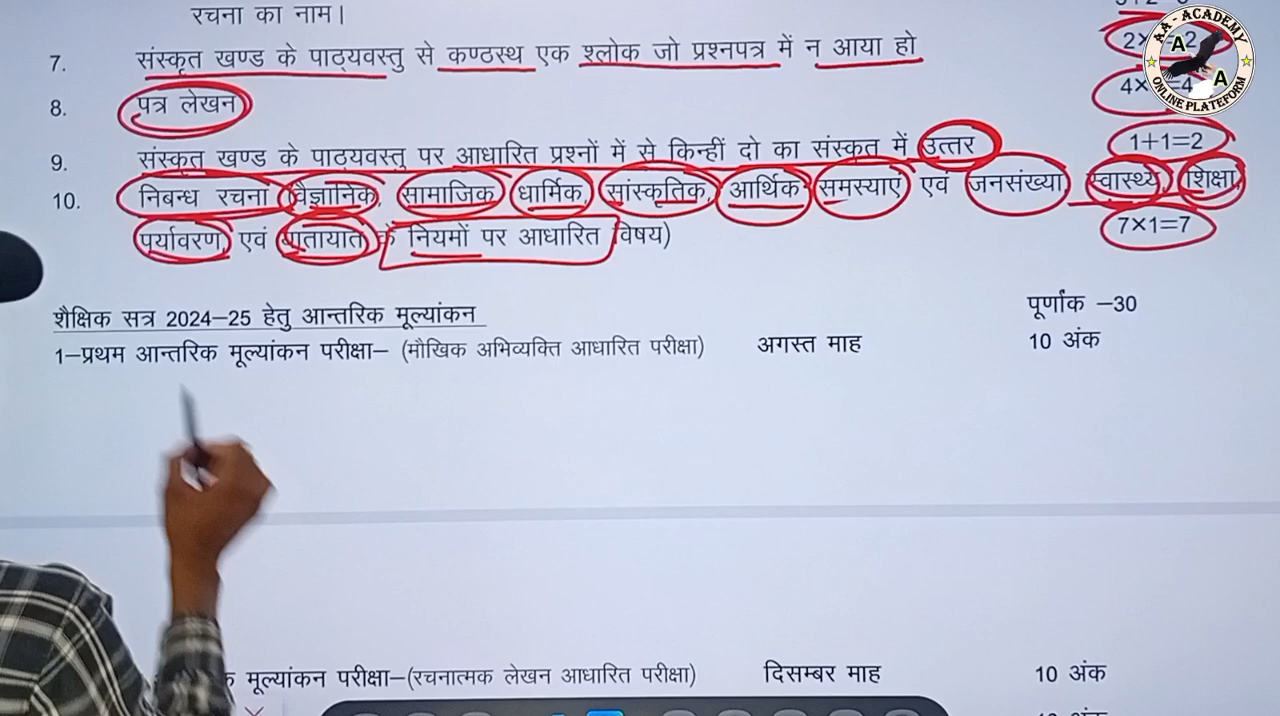 रचना का नाम।
7. संस्कृत खण्ड के पाठ्यवस्तु से कण्ठस्थ एक श्लोक जो प्रश्नपत्र में न आया हो
8. पत्र लेखन
9. संस्कृत खण्ड के पाठ्यवस्तु पर आधारित प्रश्नों में से किन्हीं दो का संस्कृत में उत्तर 1+1=2
10. निबन्ध रचना (वैज्ञानिक, सामाजिक, धार्मिक, सांस्कृतिक, आर्थिक समस्याऐं एवं जनसंख्या, स्वास्थ्य, शिक्षा,
पर्यावरण, एवं यातायात के नियमों पर आधारित विषय) 7×1=7
शैक्षिक सत्र 2024–25 हेतु आन्तरिक मूल्यांकन पूर्णांक –30
1–प्रथम आन्तरिक मूल्यांकन परीक्षा– (मौखिक अभिव्यक्ति आधारित परीक्षा) अगस्त माह 10 अंक
मूल्यांकन परीक्षा–(रचनात्मक लेखन आधारित परीक्षा) दिसम्बर माह 10 अंक
AA - ACADEMY
A
A
ONLINE PLATEFORM